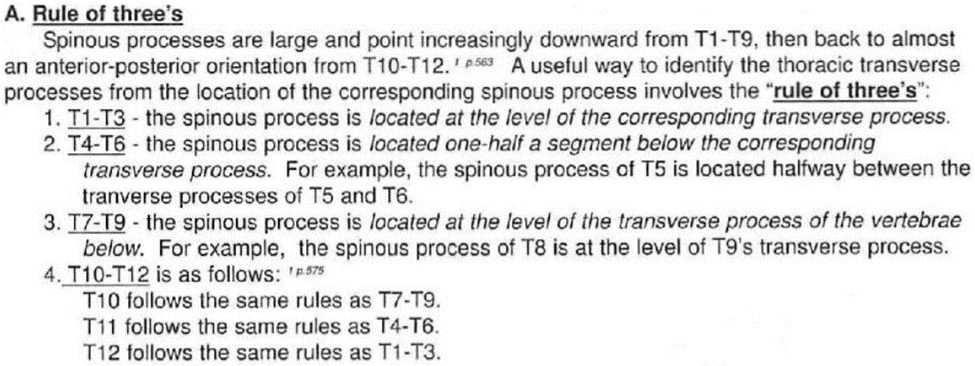 A. Rule of three's
Spinous processes are large and point increasingly downward from T1-T9, then back to almost
an anterior-posterior orientation from T10-T12. ¹ p.563 A useful way to identify the thoracic transverse
processes from the location of the corresponding spinous process involves the "rule of three's":
1. T1-T3 - the spinous process is located at the level of the corresponding transverse process.
2. T4-T6 - the spinous process is located one-half a segment below the corresponding
transverse process. For example, the spinous process of T5 is located halfway between the
tranverse processes of T5 and T6.
3. T7-T9 - the spinous process is located at the level of the transverse process of the vertebrae
below. For example, the spinous process of T8 is at the level of T9's transverse process.
4. T10-T12 is as follows: ¹ p.575
T10 follows the same rules as T7-T9.
T11 follows the same rules as T4-T6.
T12 follows the same rules as T1-T3.